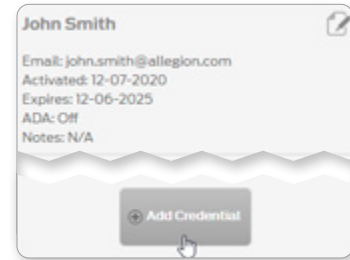 John Smith
Email: john.smith@allegion.com
Activated: 12-07-2020
Expires: 12-06-2025
ADA: Off
Notes: N/A
Add Credential